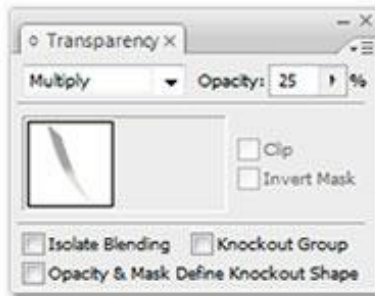 Transparency
Multiply Opacity: 25 %
Clip
Invert Mask
Isolate Blending Knockout Group
Opacity & Mask Define Knockout Shape